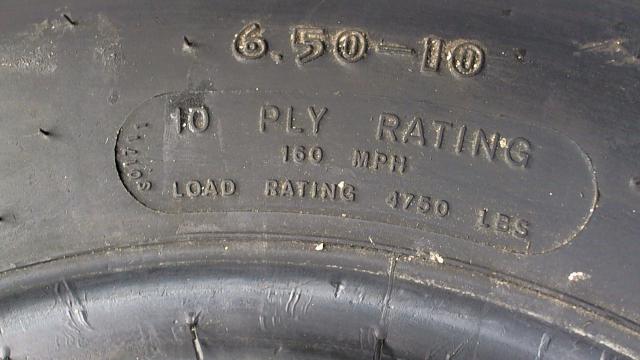 6.50-10
10 PLY RATING
160 MPH
LOAD RATING 4750 LBS